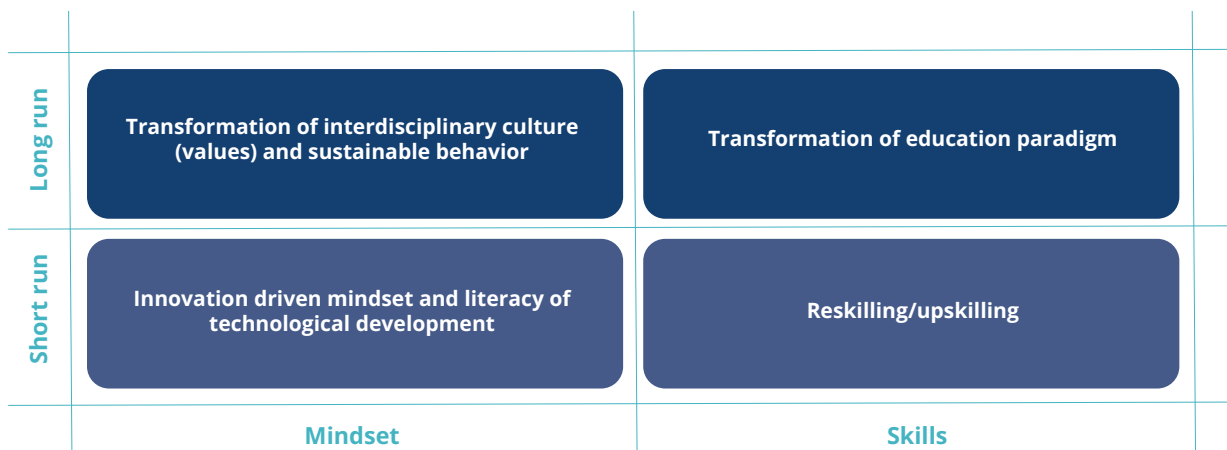 Long run
Transformation of interdisciplinary culture
(values) and sustainable behavior
Transformation of education paradigm
Short run
Innovation driven mindset and literacy of
technological development
Reskilling/upskilling
Mindset
Skills